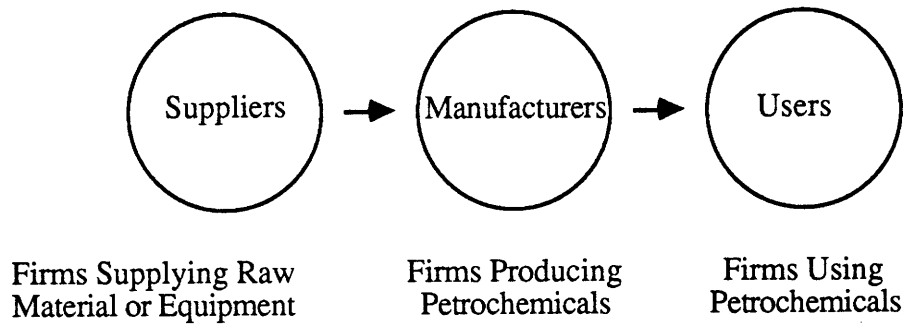 Suppliers
Manufacturers
Users
Firms Supplying Raw
Material or Equipment
Firms Producing
Petrochemicals
Firms Using
Petrochemicals